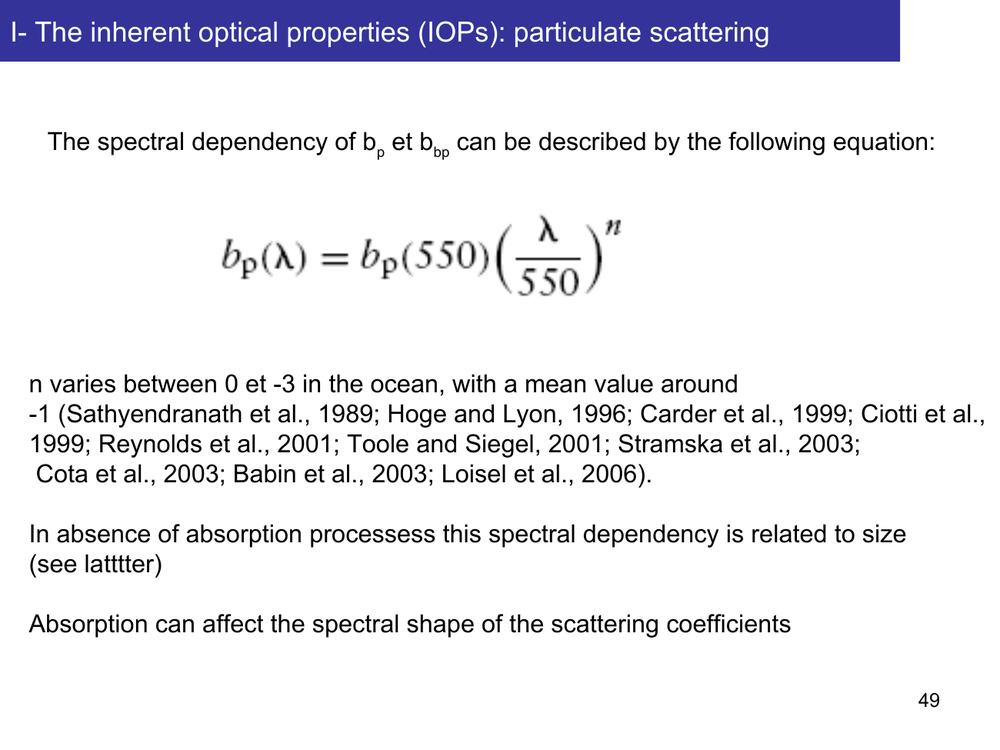 I- The inherent optical properties (IOPs): particulate scattering
The spectral dependency of bp et bbp can be described by the following equation:
bp(λ) = bp(550)(λ/550)^n
n varies between 0 et -3 in the ocean, with a mean value around
-1 (Sathyendranath et al., 1989; Hoge and Lyon, 1996; Carder et al., 1999; Ciotti et al.,
1999; Reynolds et al., 2001; Toole and Siegel, 2001; Stramska et al., 2003;
Cota et al., 2003; Babin et al., 2003; Loisel et al., 2006).
In absence of absorption processess this spectral dependency is related to size
(see latttter)
Absorption can affect the spectral shape of the scattering coefficients
49